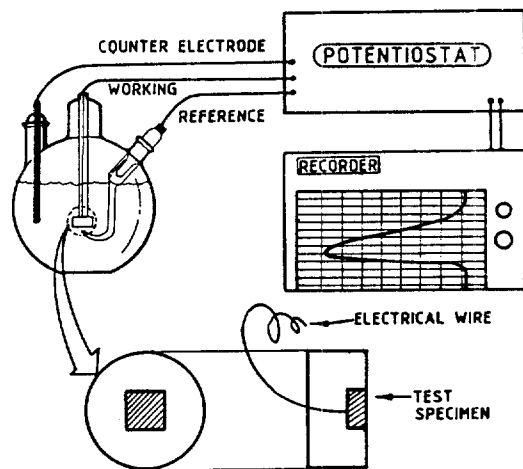 COUNTER ELECTRODE
POTENTIOSTAT
WORKING
REFERENCE
RECORDER
ELECTRICAL WIRE
TEST
SPECIMEN